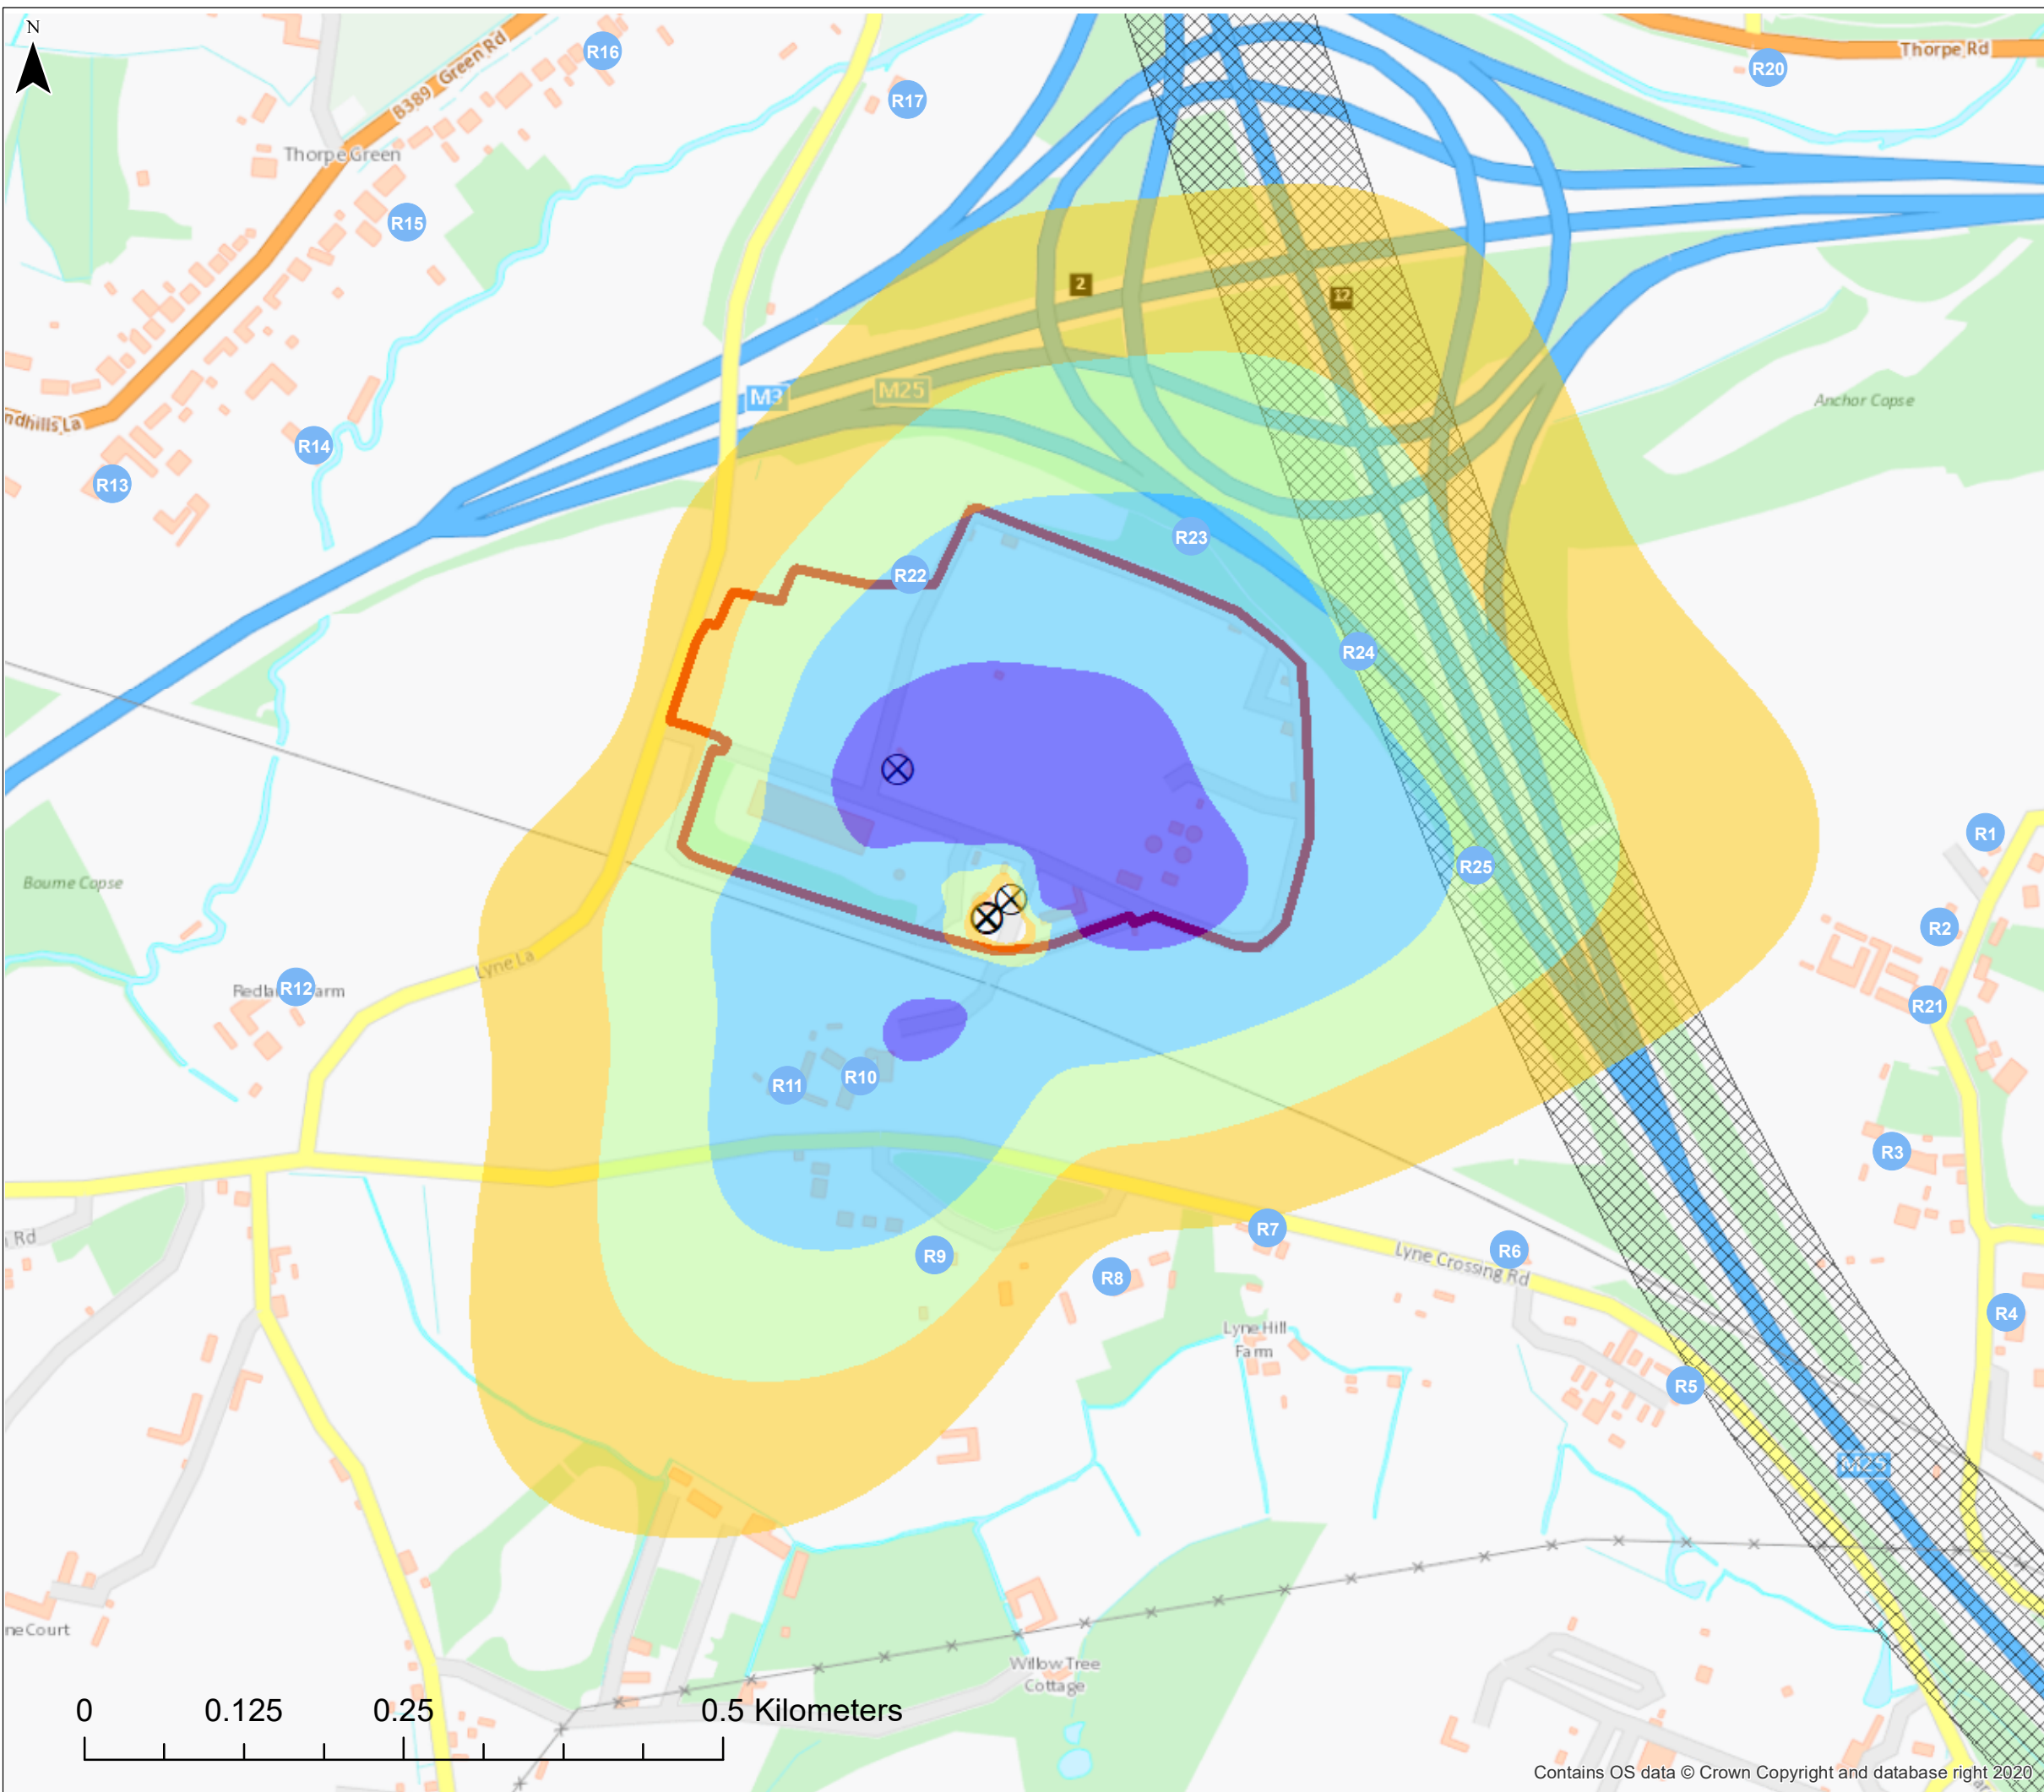 N
B389 Green Rd
R16
R17
Thorpe Rd
R20
Thorpe Green
R15
2
12
M3
M25
Anchor Copse
ndhills La
R14
R13
R23
R22
R24
R1
R25
Bourne Copse
R2
Lyne La
R12
R21
R11
R10
R3
Rd
R7
R9
R6
R8
Lyne Crossing Rd
R4
Lyne Hill
Farm
R5
M25
ne Court
Willow Tree
Cottage
0 0.125 0.25 0.5 Kilometers
Contains OS data © Crown Copyright and database right 2020